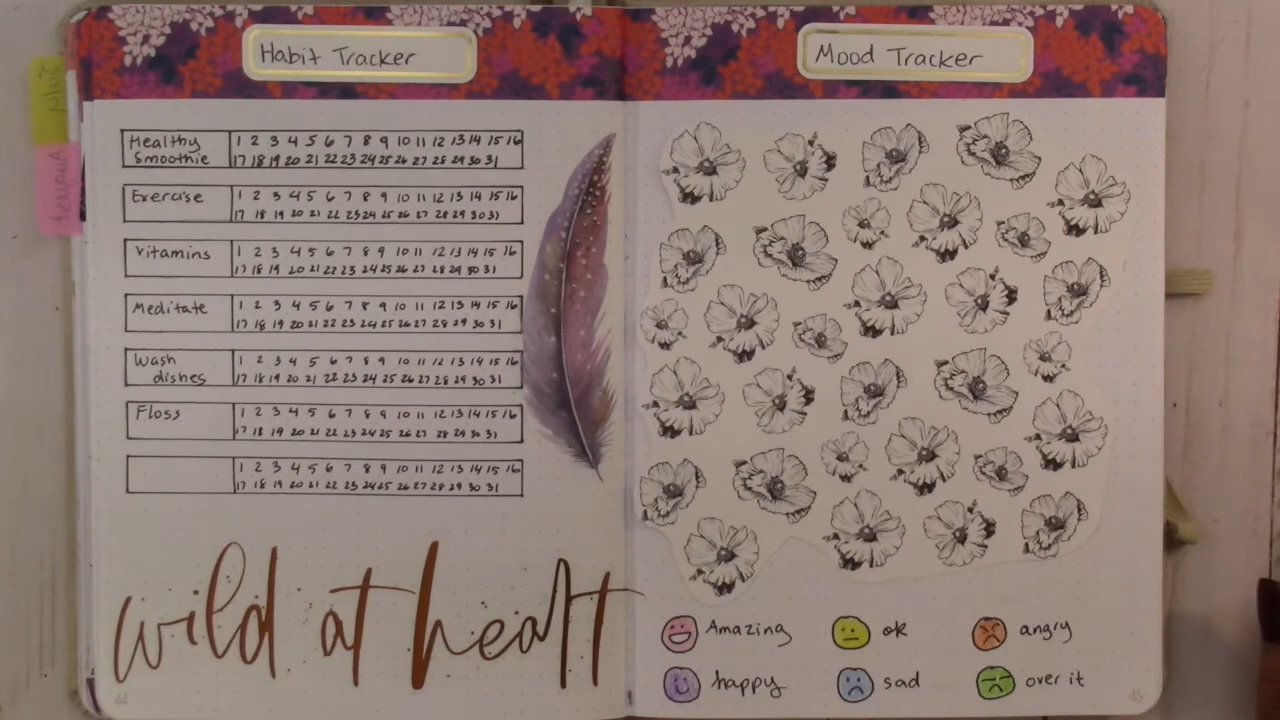 July
August
Habit Tracker
Healthy
Smoothie
1 2 3 4 5 6 7 8 9 10 11 12 13 14 15 16
17 18 19 20 21 22 23 24 25 26 27 28 29 30 31
Exercise
1 2 3 4 5 6 7 8 9 10 11 12 13 14 15 16
17 18 19 20 21 22 23 24 25 26 27 28 29 30 31
Vitamins
1 2 3 4 5 6 7 8 9 10 11 12 13 14 15 16
17 18 19 20 21 22 23 24 25 26 27 28 29 30 31
Meditate
1 2 3 4 5 6 7 8 9 10 11 12 13 14 15 16
17 18 19 20 21 22 23 24 25 26 27 28 29 30 31
Wash
dishes
1 2 3 4 5 6 7 8 9 10 11 12 13 14 15 16
17 18 19 20 21 22 23 24 25 26 27 28 29 30 31
Floss
1 2 3 4 5 6 7 8 9 10 11 12 13 14 15 16
17 18 19 20 21 22 23 24 25 26 27 28 29 30 31
1 2 3 4 5 6 7 8 9 10 11 12 13 14 15 16
17 18 19 20 21 22 23 24 25 26 27 28 29 30 31
wild at heart
44
Mood Tracker
Amazing
ok
angry
happy
sad
over it
45